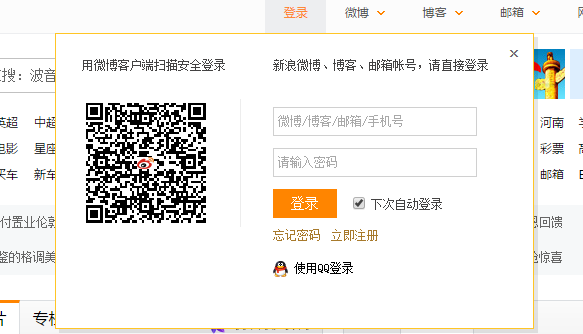 登录 微博 博客 邮箱
用微博客户端扫描安全登录
新浪微博、博客、邮箱帐号，请直接登录
搜：波音
微博/博客/邮箱/手机号
英超 中超
河南
电影 星座
彩票
请输入密码
买车 新车
邮箱
登录 下次自动登录
付置业伦敦
恩回馈
忘记密码 立即注册
鉴的格调美
抢惊喜
使用QQ登录
片 专栏